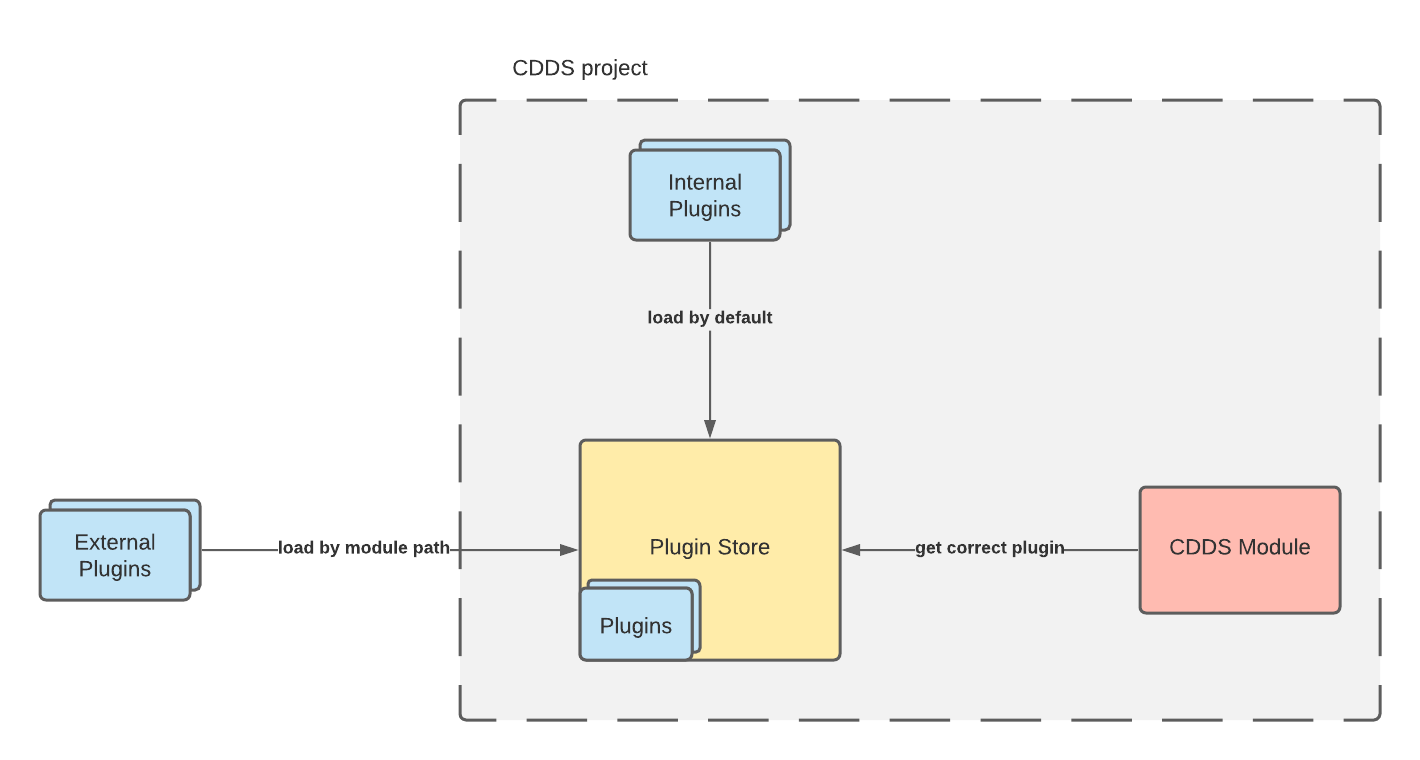 CDDS project
Internal
Plugins
load by default
External
Plugins
load by module path
Plugin Store
get correct plugin
CDDS Module
Plugins